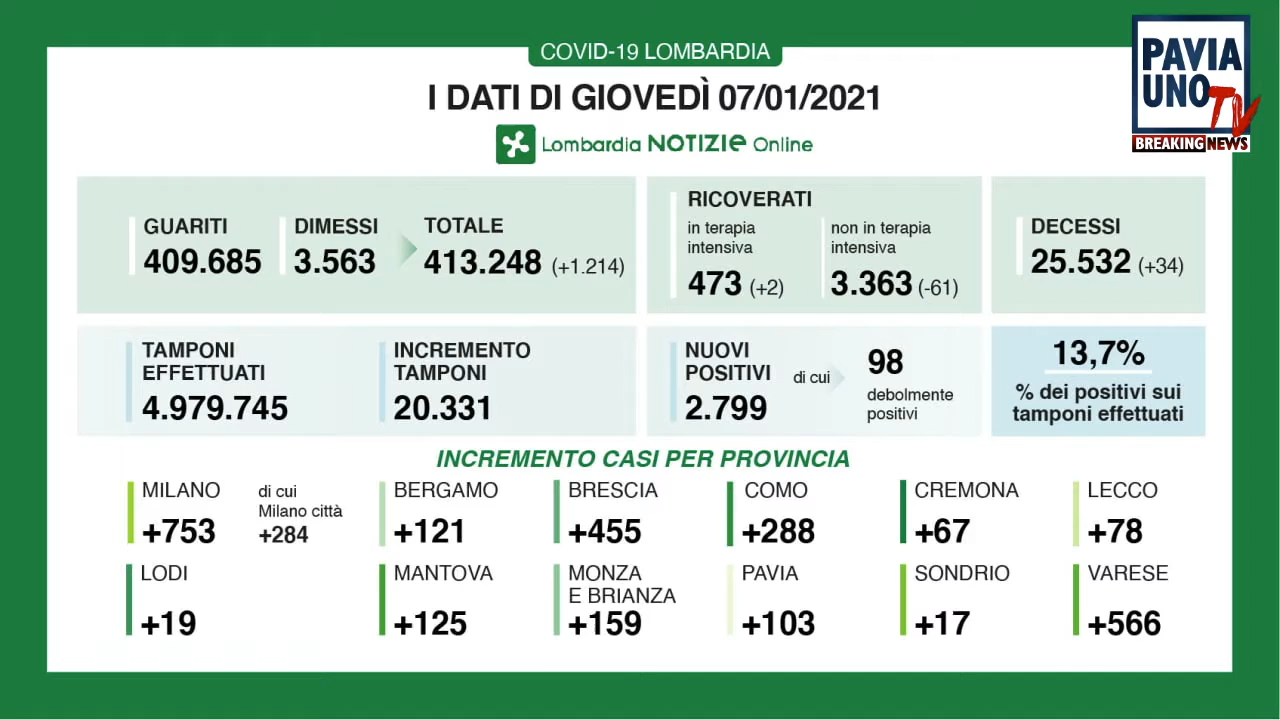 COVID-19 LOMBARDIA
I DATI DI GIOVEDÌ 07/01/2021
Lombardia NOTIZIE Online
PAVIA
UNO TV
BREAKING NEWS
GUARITI
409.685
DIMESSI
3.563
TOTALE
413.248 (+1.214)
RICOVERATI
in terapia
intensiva
473 (+2)
non in terapia
intensiva
3.363 (-61)
DECESSI
25.532 (+34)
TAMPONI
EFFETTUATI
4.979.745
INCREMENTO
TAMPONI
20.331
NUOVI
POSITIVI
2.799
di cui
98
debolmente
positivi
13,7%
% dei positivi sui
tamponi effettuati
INCREMENTO CASI PER PROVINCIA
MILANO
+753
di cui
Milano città
+284
BERGAMO
+121
BRESCIA
+455
COMO
+288
CREMONA
+67
LECCO
+78
LODI
+19
MANTOVA
+125
MONZA
E BRIANZA
+159
PAVIA
+103
SONDRIO
+17
VARESE
+566